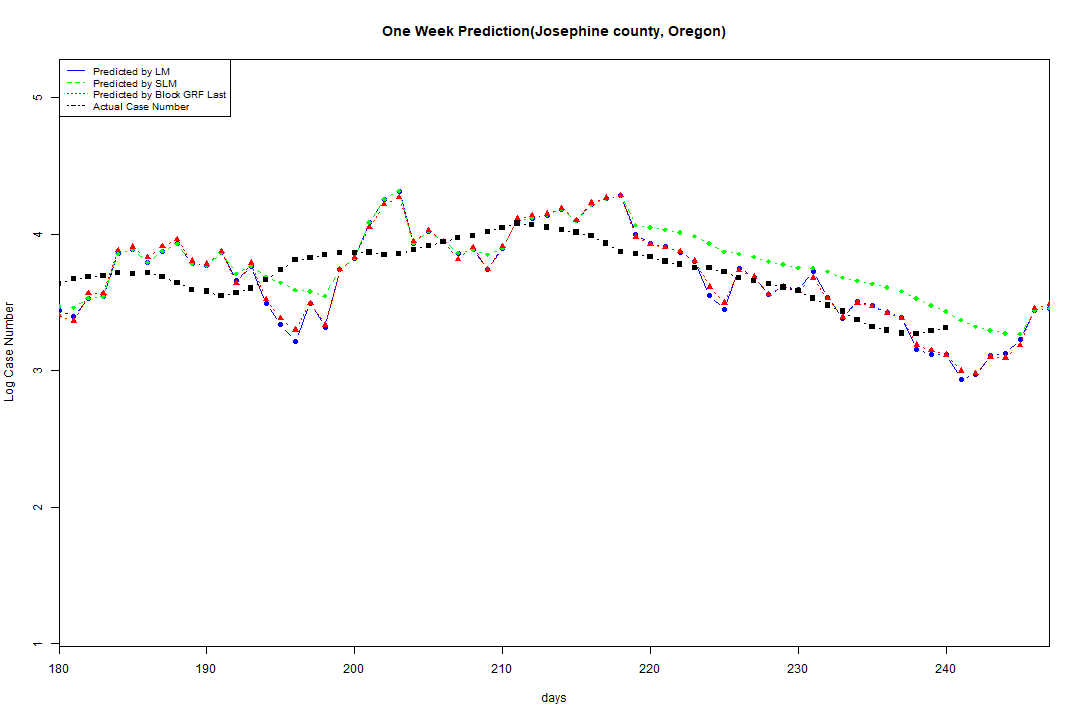 One Week Prediction(Josephine county, Oregon)
Predicted by LM
Predicted by SLM
Predicted by Block GRF Last
Actual Case Number
5
4
3
2
1
Log Case Number
180 190 200 210 220 230 240
days